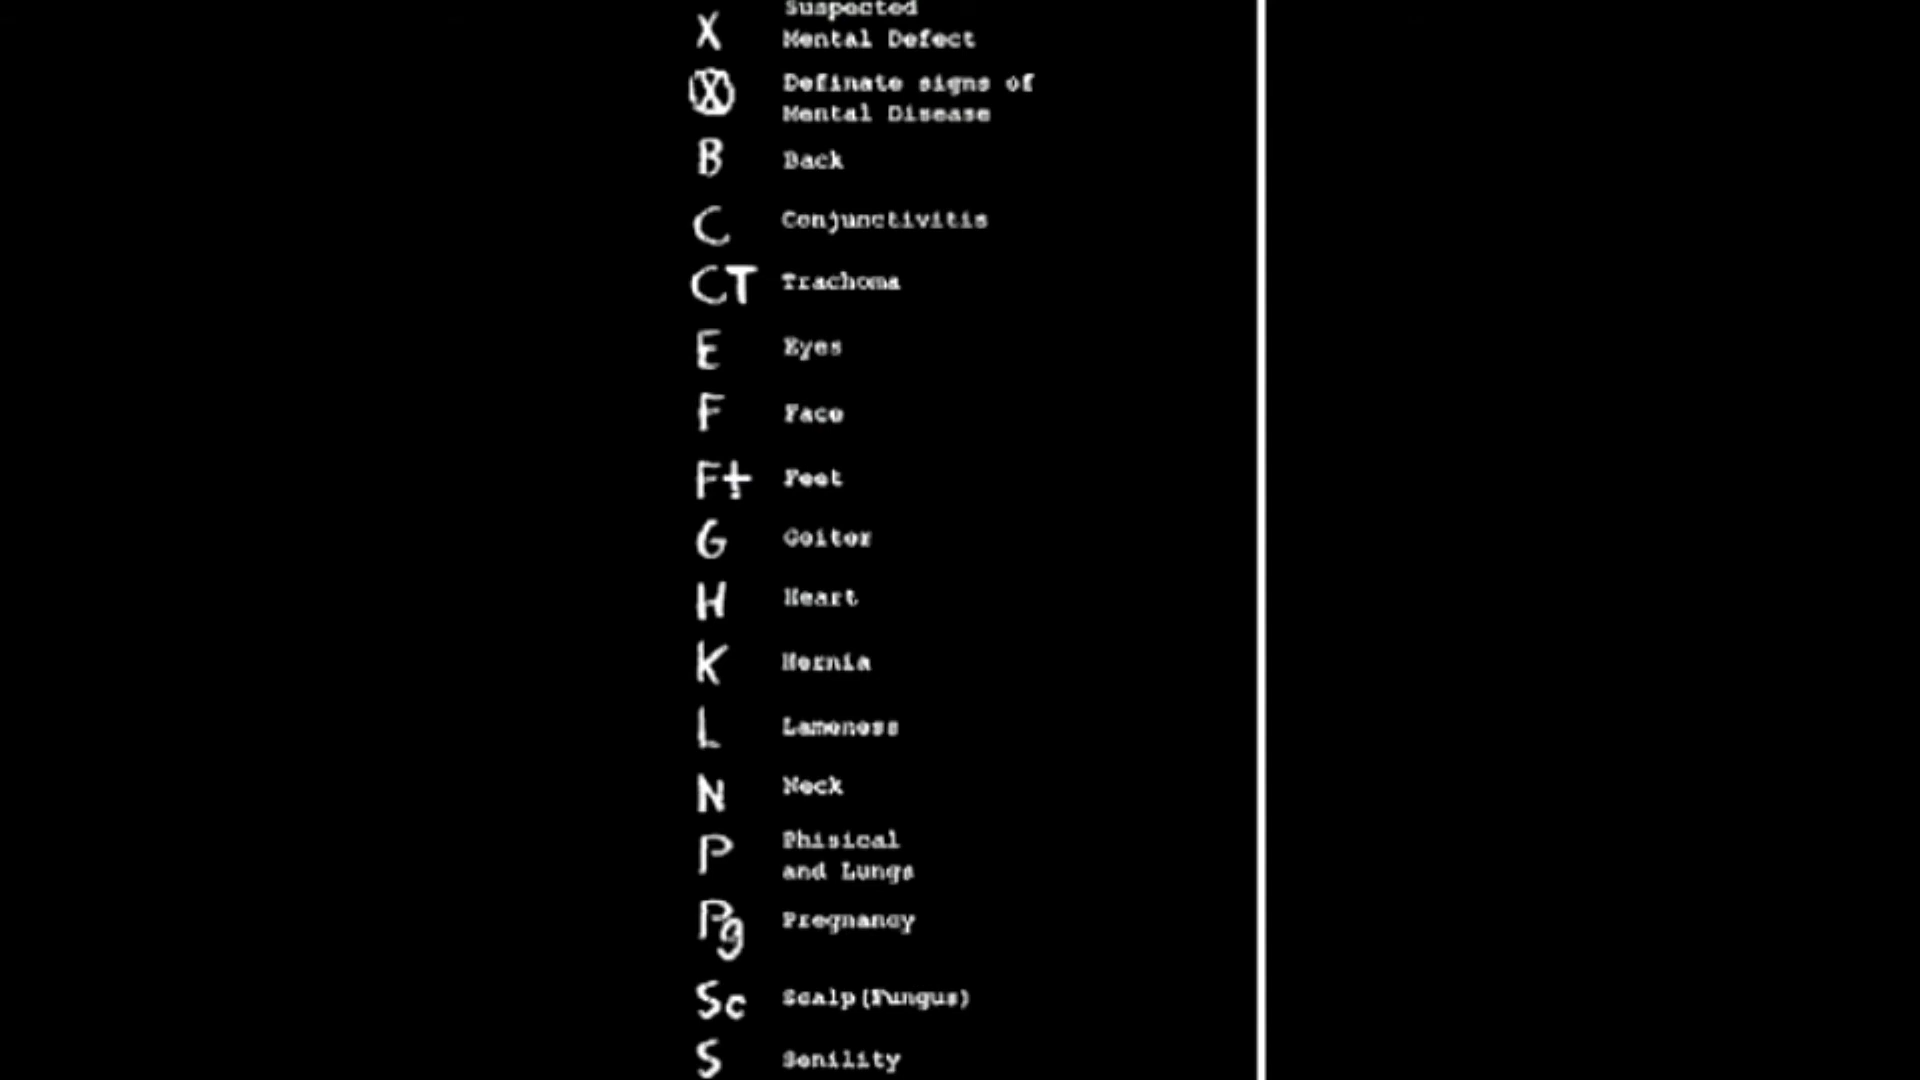 X Suspected
Mental Defect
Ⓧ Definate signs of
Mental Disease
B Back
C Conjunctivitis
CT Trachoma
E Eyes
F Face
Ft Feet
G Goiter
H Heart
K Hernia
L Lameness
N Neck
P Phisical
and Lungs
Pg Pregnancy
Sc Scalp(Fungus)
S Senility